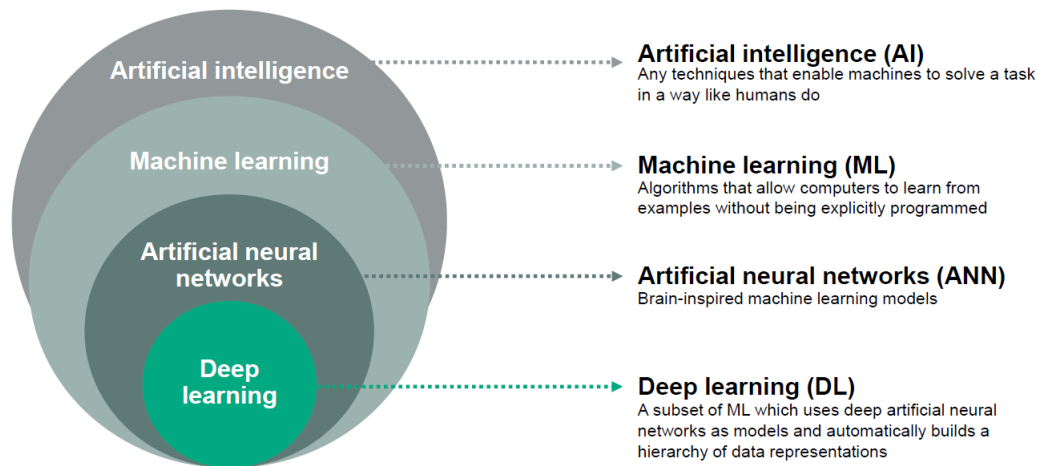 Artificial intelligence
Machine learning
Artificial neural
networks
Deep
learning
Artificial intelligence (AI)
Any techniques that enable machines to solve a task
in a way like humans do
Machine learning (ML)
Algorithms that allow computers to learn from
examples without being explicitly programmed
Artificial neural networks (ANN)
Brain-inspired machine learning models
Deep learning (DL)
A subset of ML which uses deep artificial neural
networks as models and automatically builds a
hierarchy of data representations